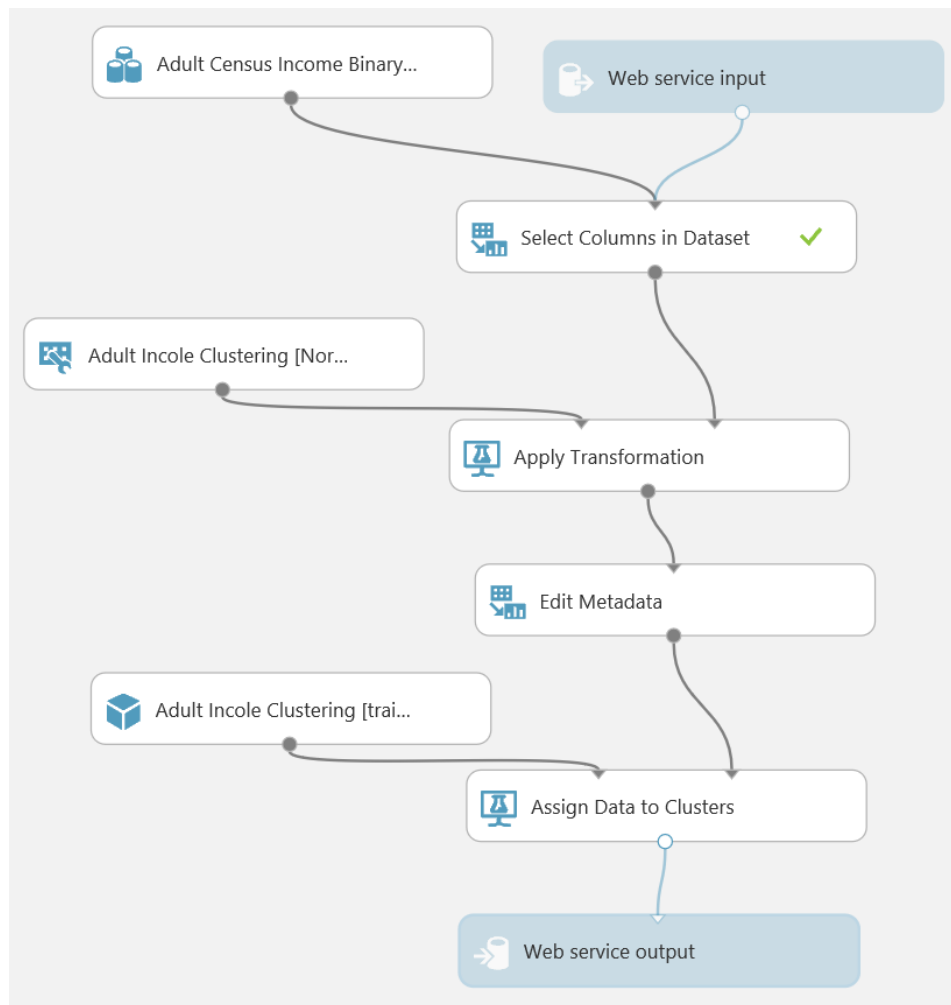 Adult Census Income Binary...
Web service input
Select Columns in Dataset
Adult Incole Clustering [Nor...
Apply Transformation
Edit Metadata
Adult Incole Clustering [trai...
Assign Data to Clusters
Web service output